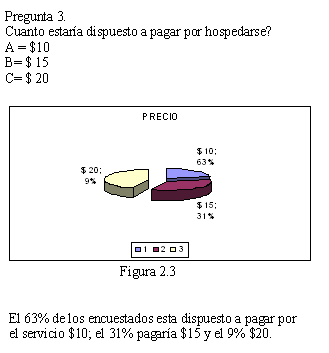 Pregunta 3.
Cuanto estaría dispuesto a pagar por hospedarse?
A = $10
B= $ 15
C= $ 20
PRECIO
$ 10;
63%
$ 20;
9%
$ 15;
31%
1 2 3
Figura 2.3
El 63% de los encuestados esta dispuesto a pagar por
el servicio $10; el 31% pagaría $15 y el 9% $20.